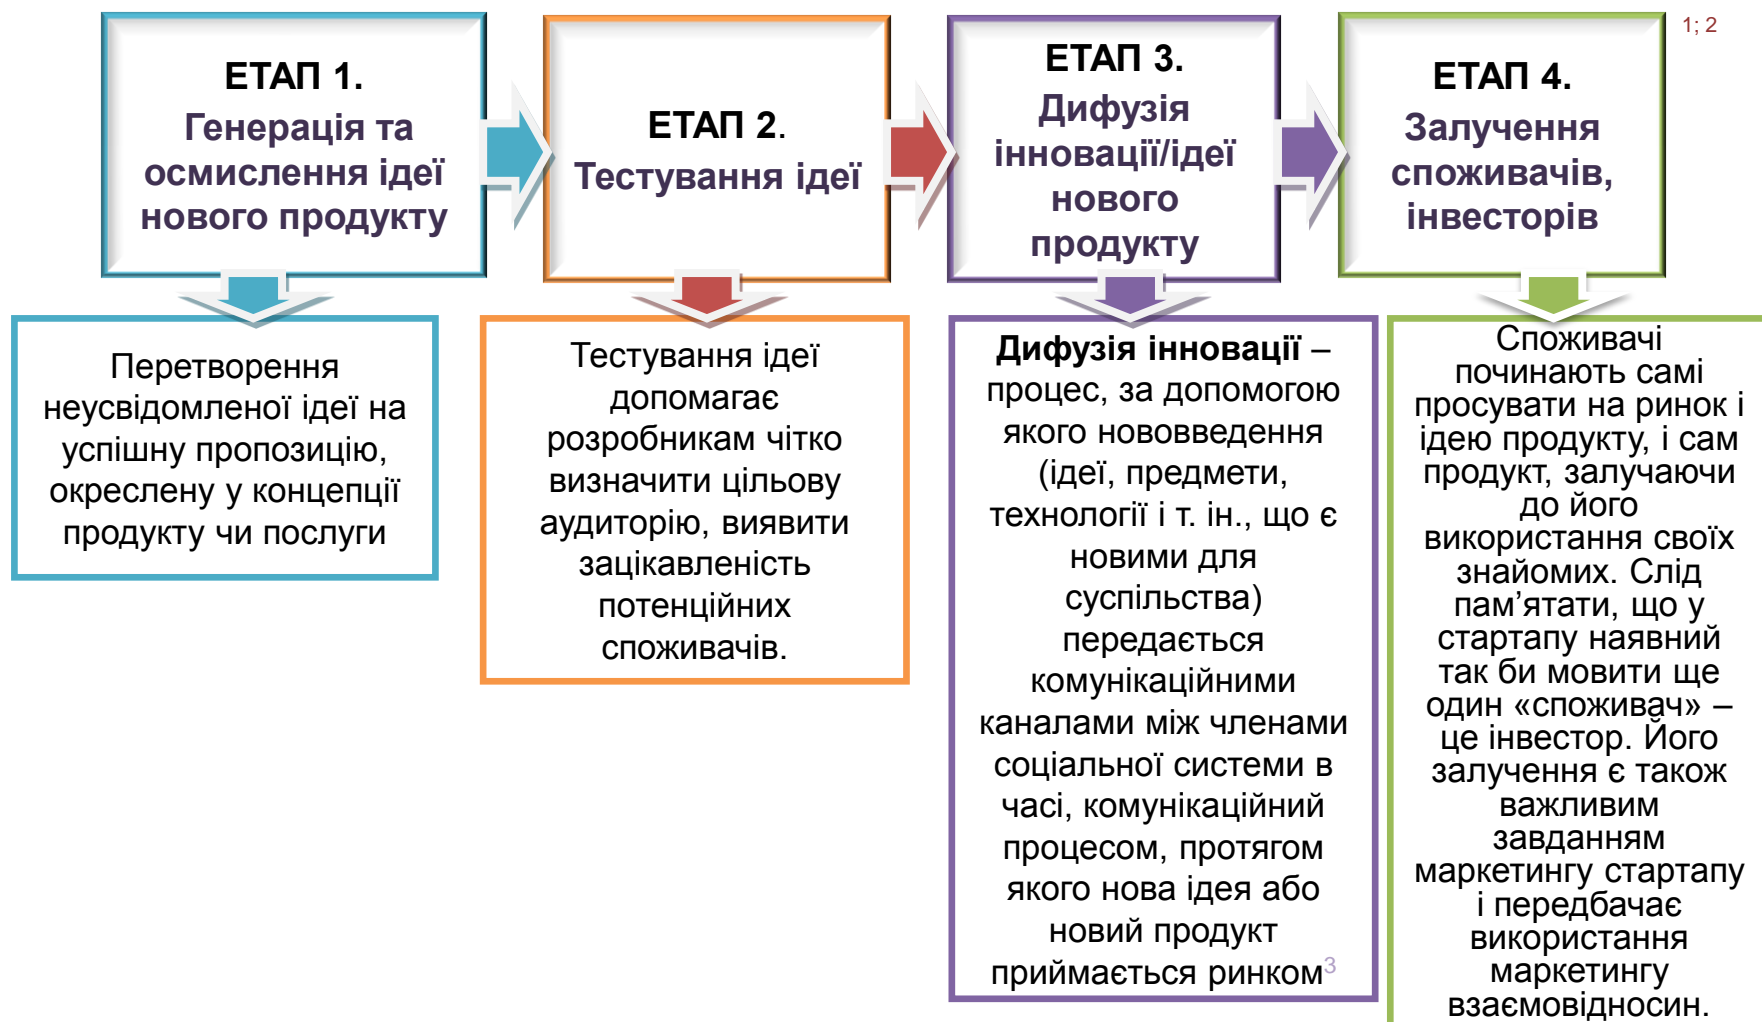 1; 2
ЕТАП 1.
Генерація та
осмислення ідеї
нового продукту
ЕТАП 2.
Тестування ідеї
ЕТАП 3.
Дифузія
інновації/ідеї
нового
продукту
ЕТАП 4.
Залучення
споживачів,
інвесторів
Перетворення
неусвідомленої ідеї на
успішну пропозицію,
окреслену у концепції
продукту чи послуги
Тестування ідеї
допомагає
розробникам чітко
визначити цільову
аудиторію, виявити
зацікавленість
потенційних
споживачів.
Дифузія інновації –
процес, за допомогою
якого нововведення
(ідеї, предмети,
технології і т. ін., що є
новими для
суспільства)
передається
комунікаційними
каналами між членами
соціальної системи в
часі, комунікаційний
процесом, протягом
якого нова ідея або
новий продукт
приймається ринком3
Споживачі
починають самі
просувати на ринок і
ідею продукту, і сам
продукт, залучаючи
до його
використання своїх
знайомих. Слід
пам’ятати, що у
стартапу наявний
так би мовити ще
один «споживач» –
це інвестор. Його
залучення є також
важливим
завданням
маркетингу стартапу
і передбачає
використання
маркетингу
взаємовідносин.